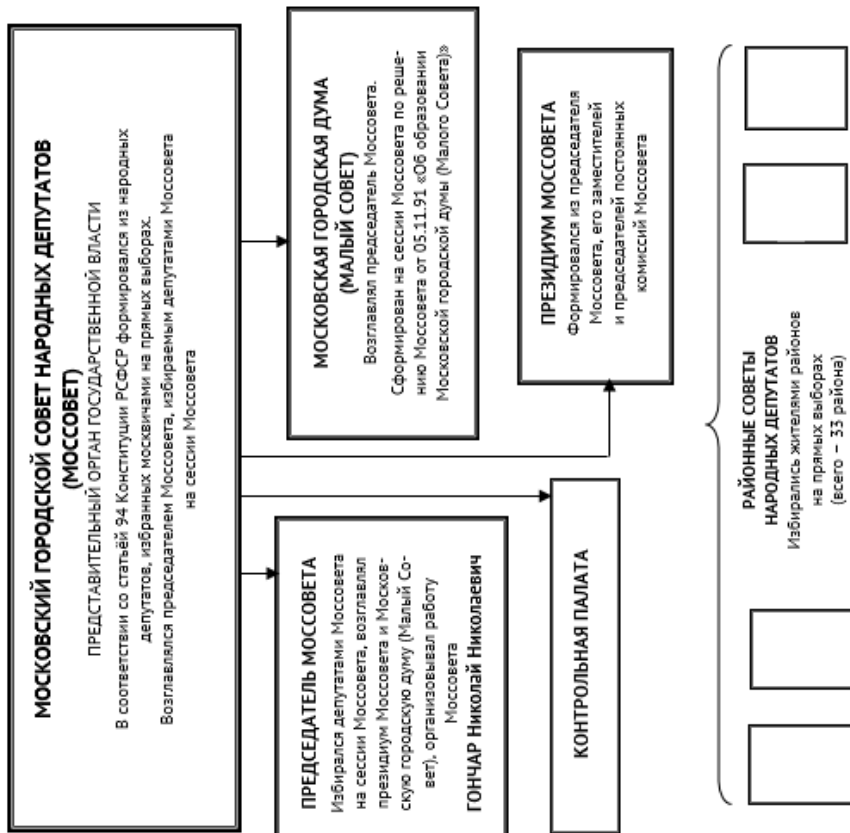 МОСКОВСКИЙ ГОРОДСКОЙ СОВЕТ НАРОДНЫХ ДЕПУТАТОВ
(МОССОВЕТ)
ПРЕДСТАВИТЕЛЬНЫЙ ОРГАН ГОСУДАРСТВЕННОЙ ВЛАСТИ
В соответствии со статьёй 94 Конституции РСФСР формировался из народных
депутатов, избранных москвичами на прямых выборах.
Возглавлялся председателем Моссовета, избираемым депутатами Моссовета
на сессии Моссовета
ПРЕДСЕДАТЕЛЬ МОССОВЕТА
Избирался депутатами Моссовета
на сессии Моссовета, возглавлял
президиум Моссовета и Москов-
скую городскую думу (Малый Со-
вет), организовывал работу
Моссовета
ГОНЧАР Николай Николаевич
МОСКОВСКАЯ ГОРОДСКАЯ ДУМА
(МАЛЫЙ СОВЕТ)
Возглавлял председатель Моссовета.
Сформирован на сессии Моссовета по реше-
нию Моссовета от 05.11.91 «Об образовании
Московской городской думы (Малого Совета)»
КОНТРОЛЬНАЯ ПАЛАТА
ПРЕЗИДИУМ МОССОВЕТА
Формировался из председателя
Моссовета, его заместителей
и председателей постоянных
комиссий Моссовета
РАЙОННЫЕ СОВЕТЫ
НАРОДНЫХ ДЕПУТАТОВ
Избирались жителями районов
на прямых выборах
(всего – 33 района)